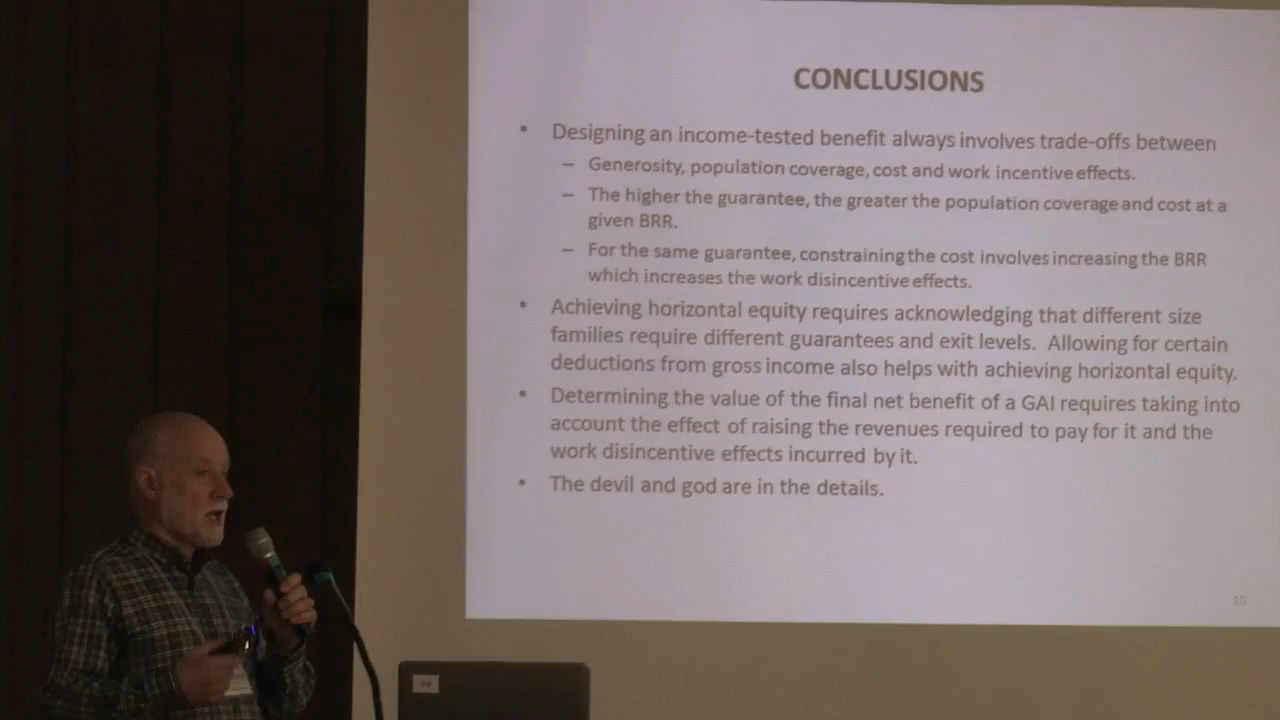 CONCLUSIONS
• Designing an income-tested benefit always involves trade-offs between
– Generosity, population coverage, cost and work incentive effects.
– The higher the guarantee, the greater the population coverage and cost at a
given BRR.
– For the same guarantee, constraining the cost involves increasing the BRR
which increases the work disincentive effects.
• Achieving horizontal equity requires acknowledging that different size
families require different guarantees and exit levels. Allowing for certain
deductions from gross income also helps with achieving horizontal equity.
• Determining the value of the final net benefit of a GAI requires taking into
account the effect of raising the revenues required to pay for it and the
work disincentive effects incurred by it.
• The devil and god are in the details.